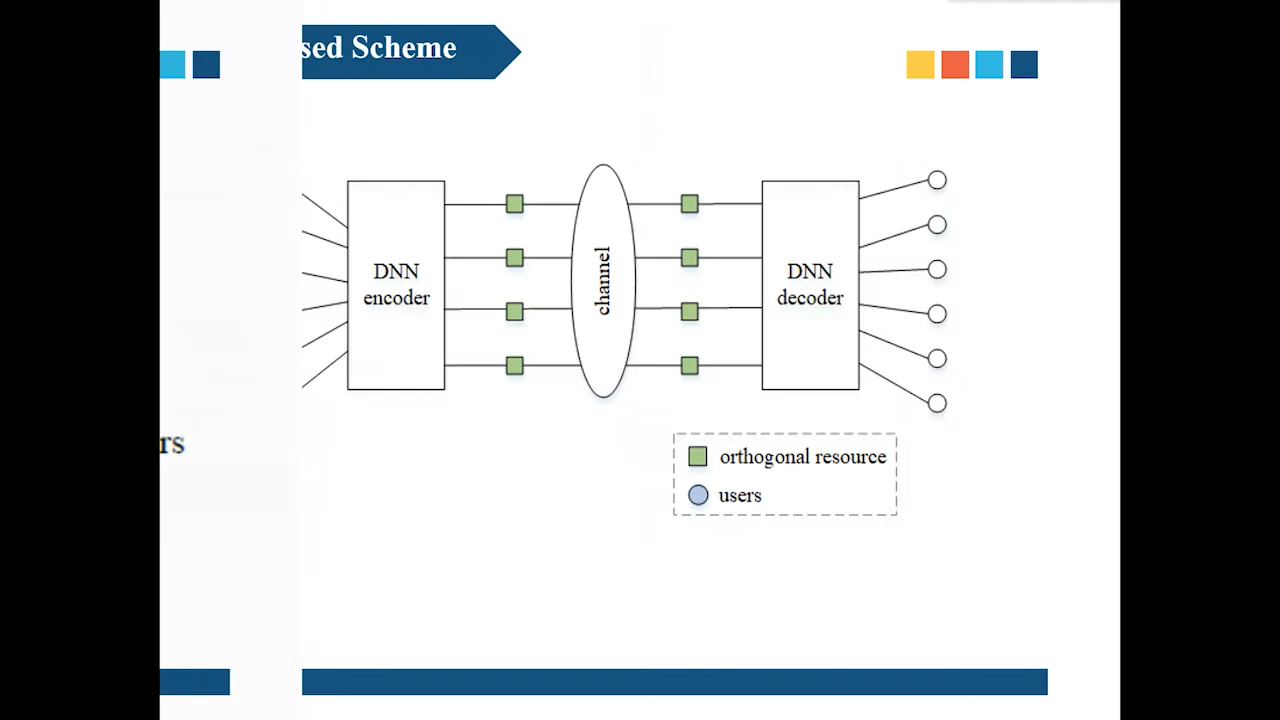 sed Scheme
DNN
encoder
channel
DNN
decoder
rs
orthogonal resource
users